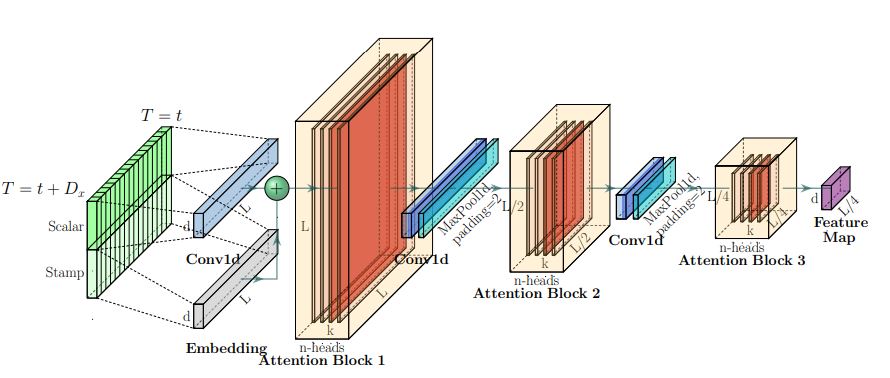 T = t
T = t + D_x
Scalar
Stamp
d
L
Conv1d
+
d
L
Embedding
L
L
k
n-heads
Attention Block 1
Conv1d
MaxPool1d,
padding=2
L/2
L/2
k
n-heads
Attention Block 2
Conv1d
MaxPool1d,
padding=2
L/4
L/4
k
n-heads
Attention Block 3
d
L/4
Feature
Map